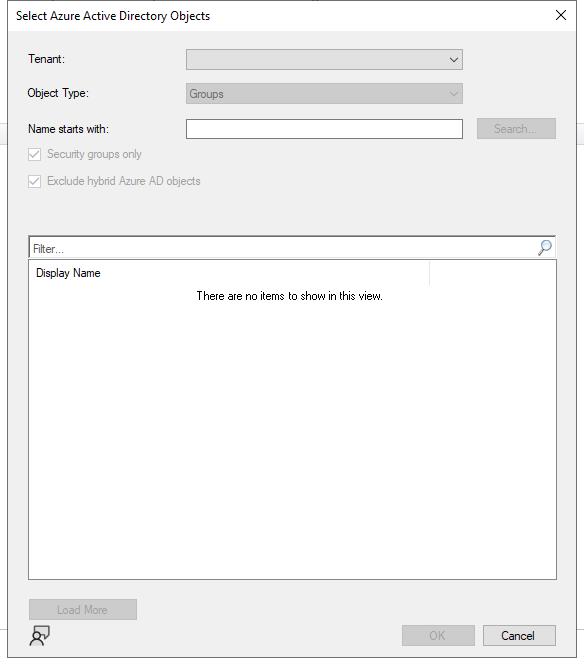 Select Azure Active Directory Objects
Tenant:
Object Type:
Groups
Name starts with:
Search...
Security groups only
Exclude hybrid Azure AD objects
Filter...
Display Name
There are no items to show in this view.
Load More
OK
Cancel